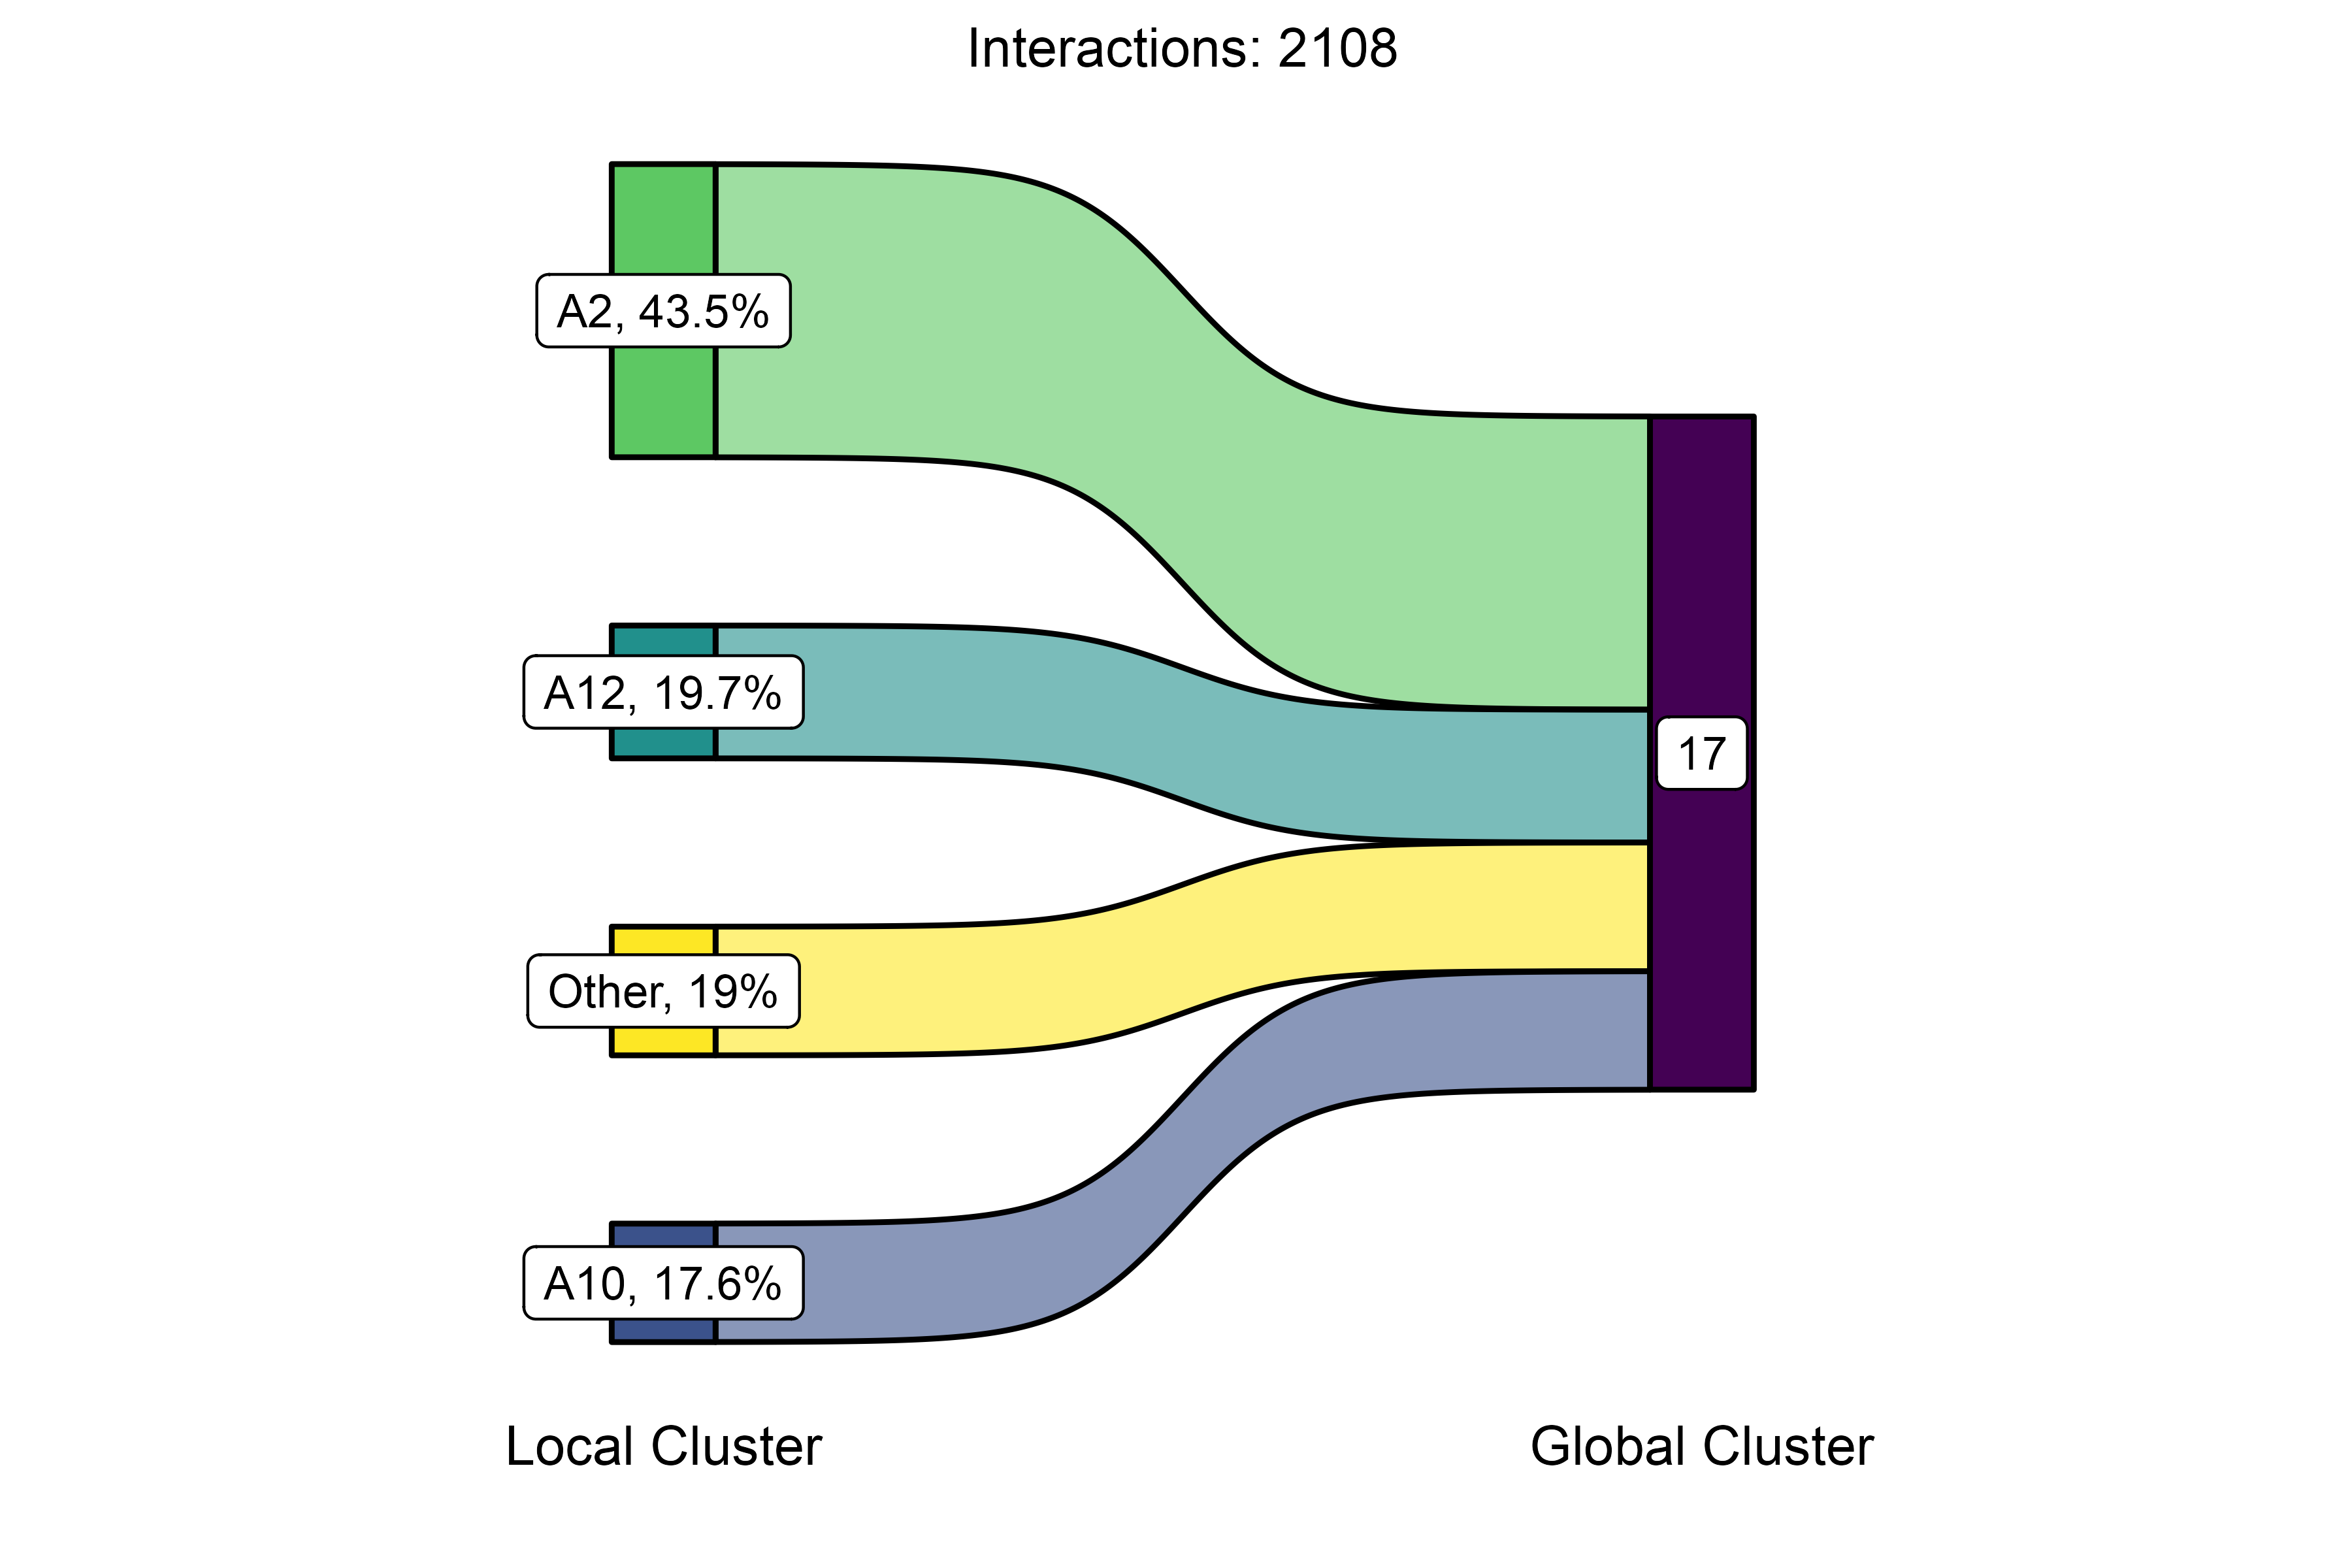 Interactions: 2108
A2, 43.5%
A12, 19.7%
17
Other, 19%
A10, 17.6%
Local Cluster
Global Cluster